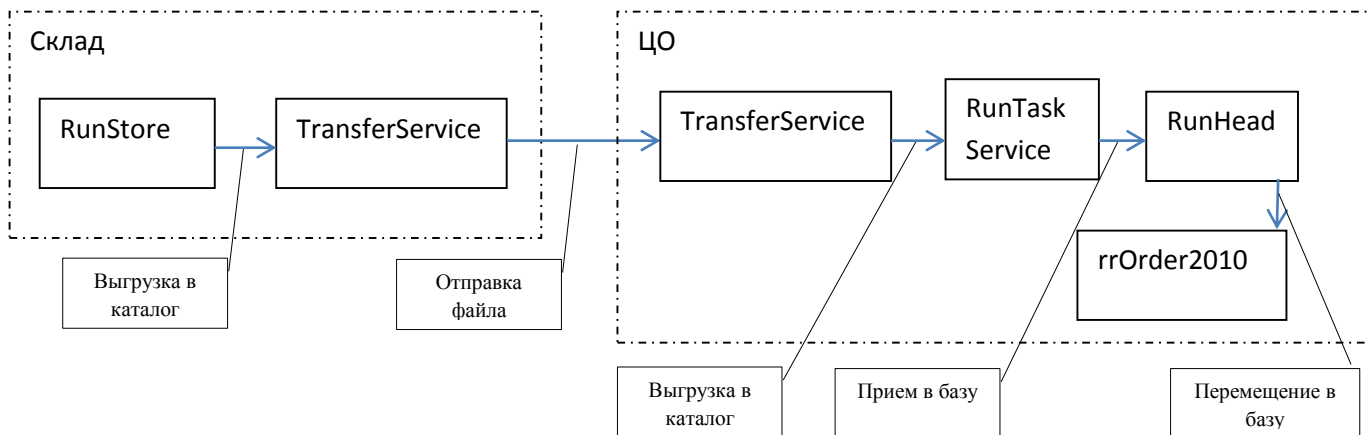 Склад
RunStore
TransferService
Выгрузка в
каталог
Отправка
файла
ЦО
TransferService
RunTask
Service
RunHead
rrOrder2010
Выгрузка в
каталог
Прием в базу
Перемещение в
базу